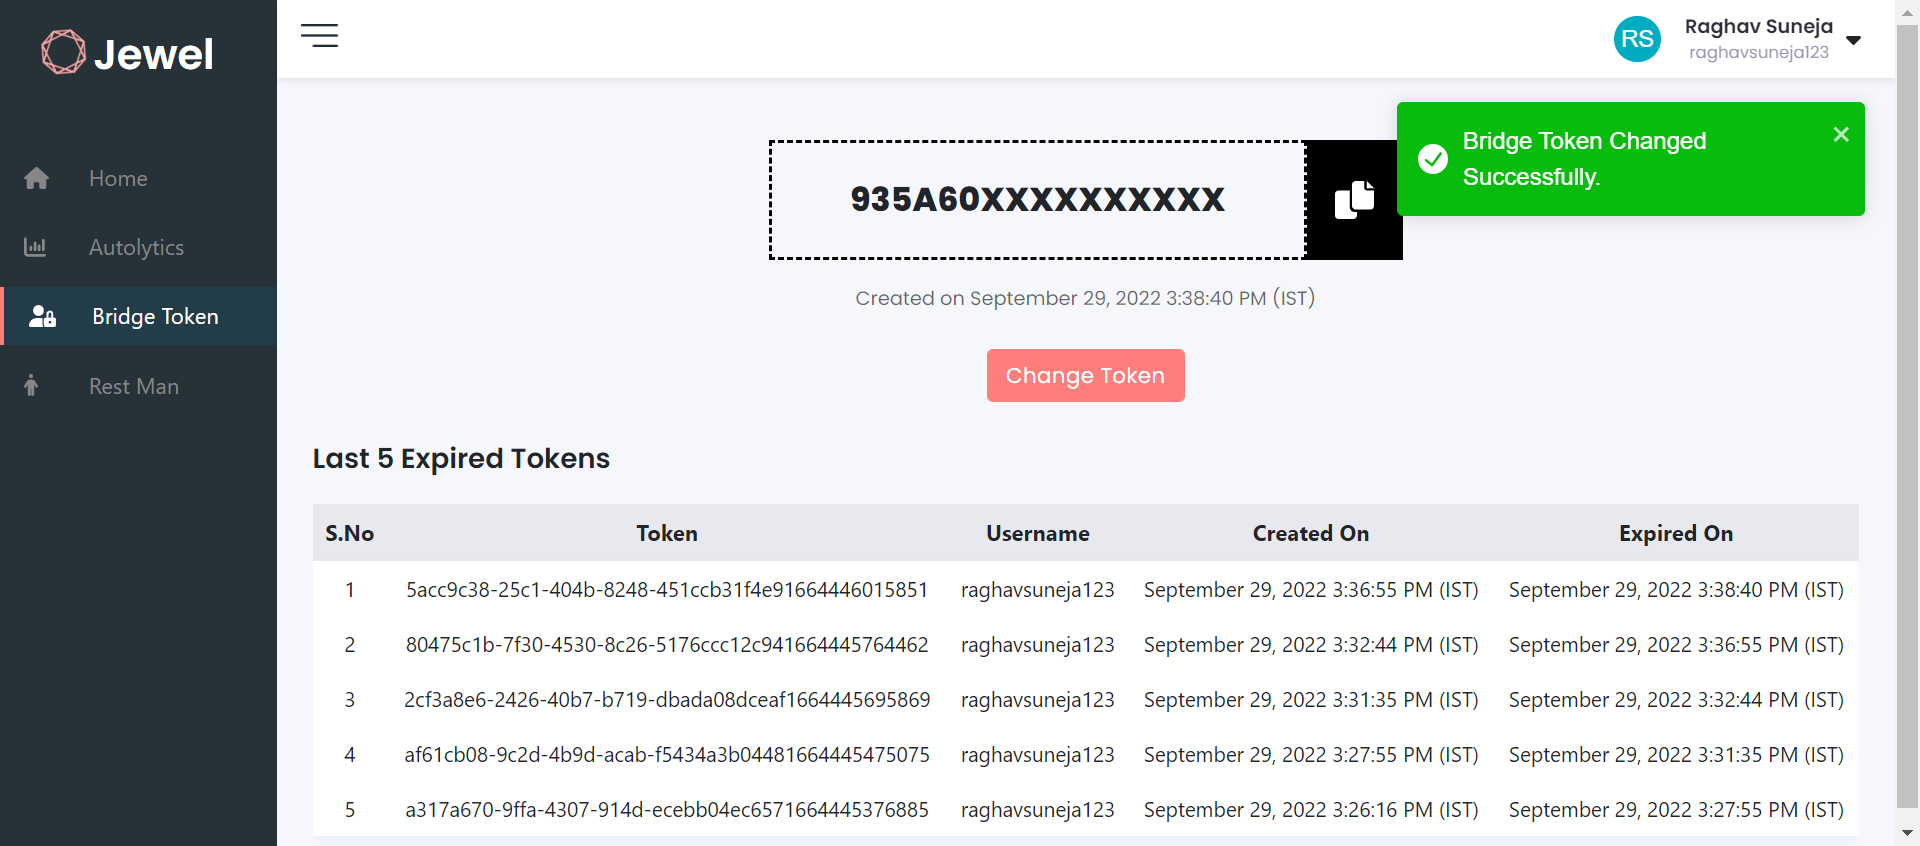 Jewel
Home
Autolytics
Bridge Token
Rest Man
RS
Raghav Suneja
raghavsuneja123
Bridge Token Changed
Successfully.
935A60XXXXXXXXXX
Created on September 29, 2022 3:38:40 PM (IST)
Change Token
Last 5 Expired Tokens
S.No Token Username Created On Expired On
1 5acc9c38-25c1-404b-8248-451ccb31f4e91664446015851 raghavsuneja123 September 29, 2022 3:36:55 PM (IST) September 29, 2022 3:38:40 PM (IST)
2 80475c1b-7f30-4530-8c26-5176ccc12c941664445764462 raghavsuneja123 September 29, 2022 3:32:44 PM (IST) September 29, 2022 3:36:55 PM (IST)
3 2cf3a8e6-2426-40b7-b719-dbada08dceaf1664445695869 raghavsuneja123 September 29, 2022 3:31:35 PM (IST) September 29, 2022 3:32:44 PM (IST)
4 af61cb08-9c2d-4b9d-acab-f5434a3b04481664445475075 raghavsuneja123 September 29, 2022 3:27:55 PM (IST) September 29, 2022 3:31:35 PM (IST)
5 a317a670-9ffa-4307-914d-ecebb04ec6571664445376885 raghavsuneja123 September 29, 2022 3:26:16 PM (IST) September 29, 2022 3:27:55 PM (IST)